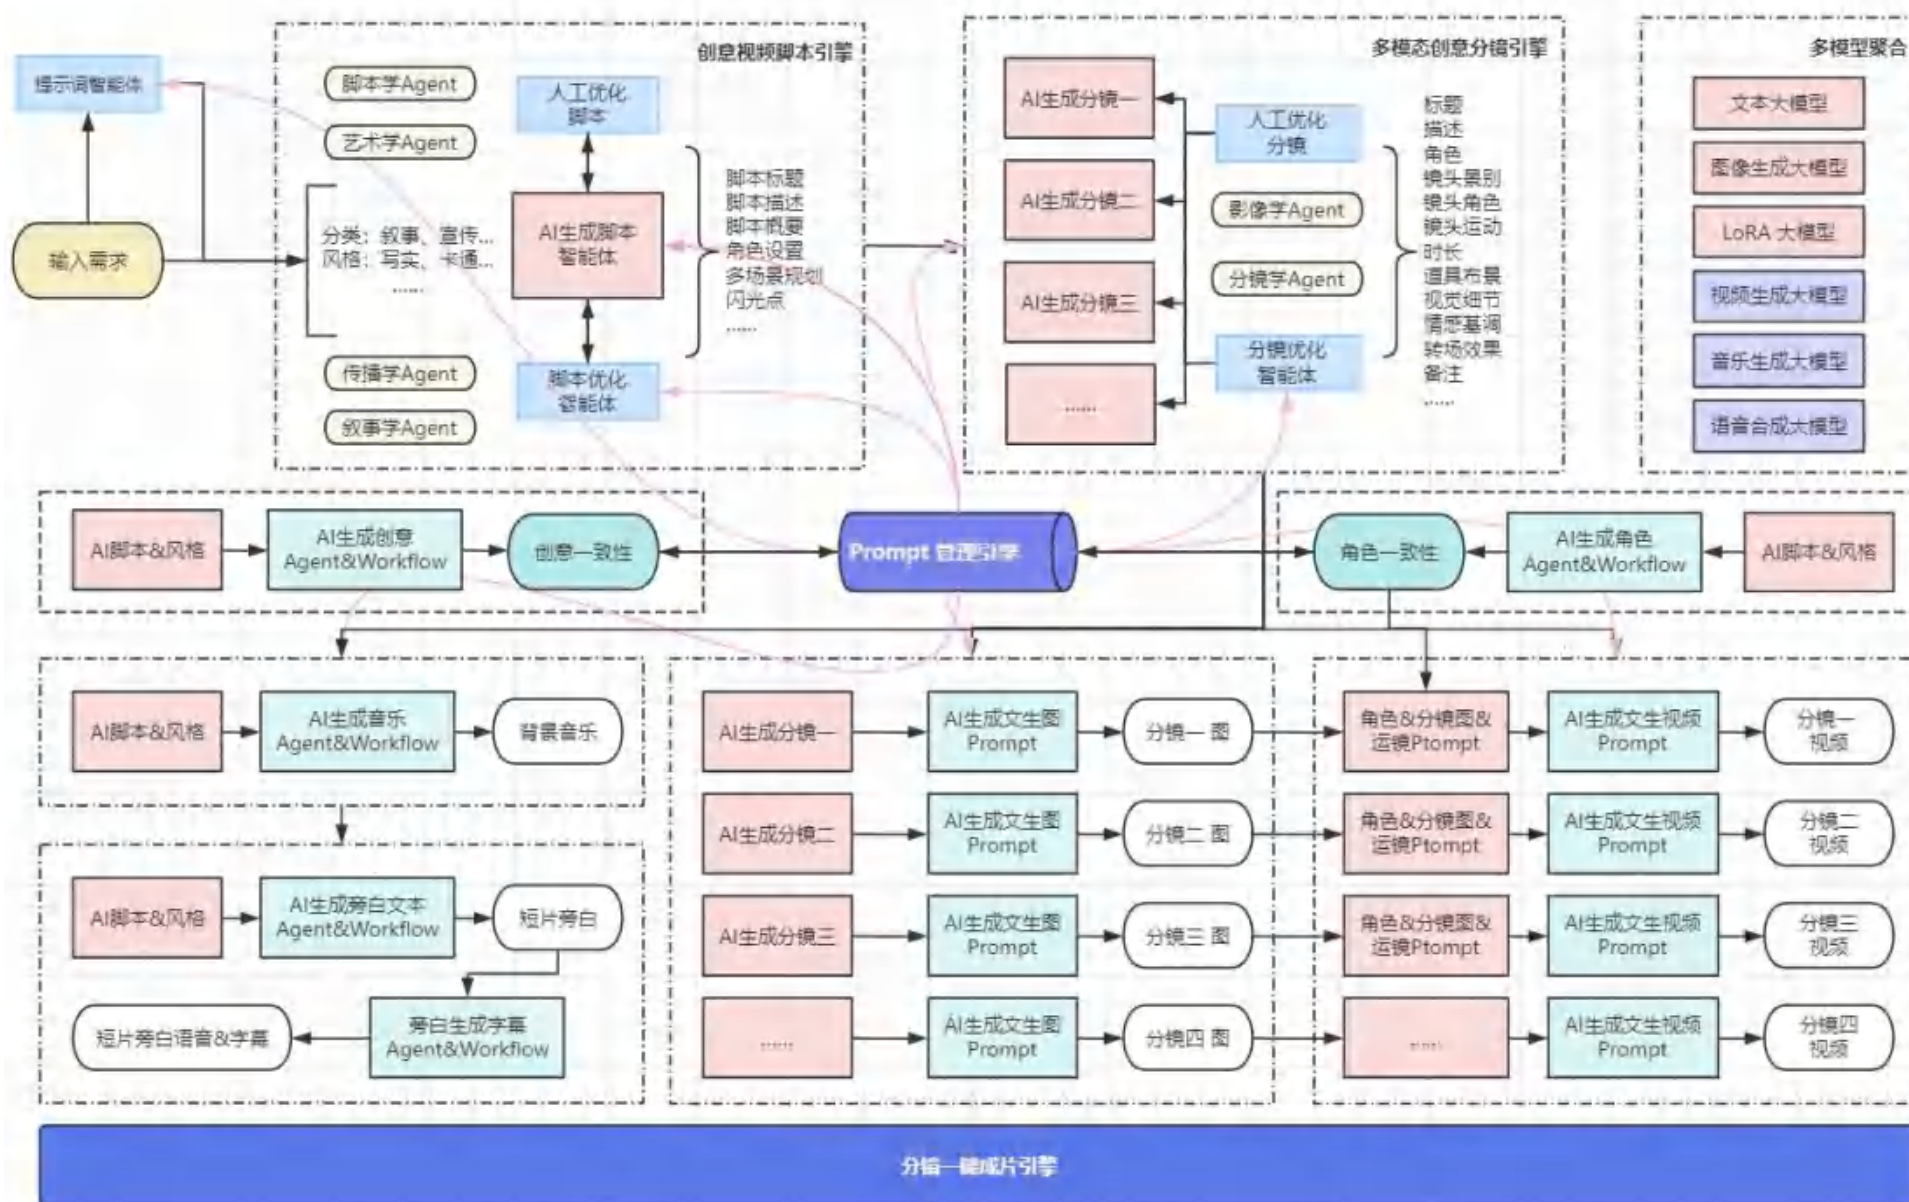 创意视频脚本引擎
多模态创意分镜引擎
多模型聚合
提示词智能体
输入需求
脚本学Agent
艺术学Agent
分类：叙事、宣传...
风格：写实、卡通...
......
传播学Agent
叙事学Agent
人工优化
脚本
AI生成脚本
智能体
脚本优化
智能体
脚本标题
脚本描述
脚本概要
角色设置
多场景规划
闪光点
......
AI生成分镜一
AI生成分镜二
AI生成分镜三
......
人工优化
分镜
影像学Agent
分镜学Agent
分镜优化
智能体
标题
描述
角色
镜头景别
镜头角色
镜头运动
时长
道具布景
视觉细节
情感基调
转场效果
备注
......
文本大模型
图像生成大模型
LoRA 大模型
视频生成大模型
音乐生成大模型
语音合成大模型
AI脚本&风格
AI生成创意
Agent&Workflow
创意一致性
Prompt 管理引擎
角色一致性
AI生成角色
Agent&Workflow
AI脚本&风格
AI脚本&风格
AI生成音乐
Agent&Workflow
背景音乐
AI脚本&风格
AI生成旁白文本
Agent&Workflow
短片旁白
旁白生成字幕
Agent&Workflow
短片旁白语音&字幕
AI生成分镜一
AI生成文生图
Prompt
分镜一 图
角色&分镜图&
运镜Ptompt
AI生成文生视频
Prompt
分镜一
视频
AI生成分镜二
AI生成文生图
Prompt
分镜二 图
角色&分镜图&
运镜Ptompt
AI生成文生视频
Prompt
分镜二
视频
AI生成分镜三
AI生成文生图
Prompt
分镜三 图
角色&分镜图&
运镜Ptompt
AI生成文生视频
Prompt
分镜三
视频
......
AI生成文生图
Prompt
分镜四 图
......
AI生成文生视频
Prompt
分镜四
视频
分镜一键成片引擎